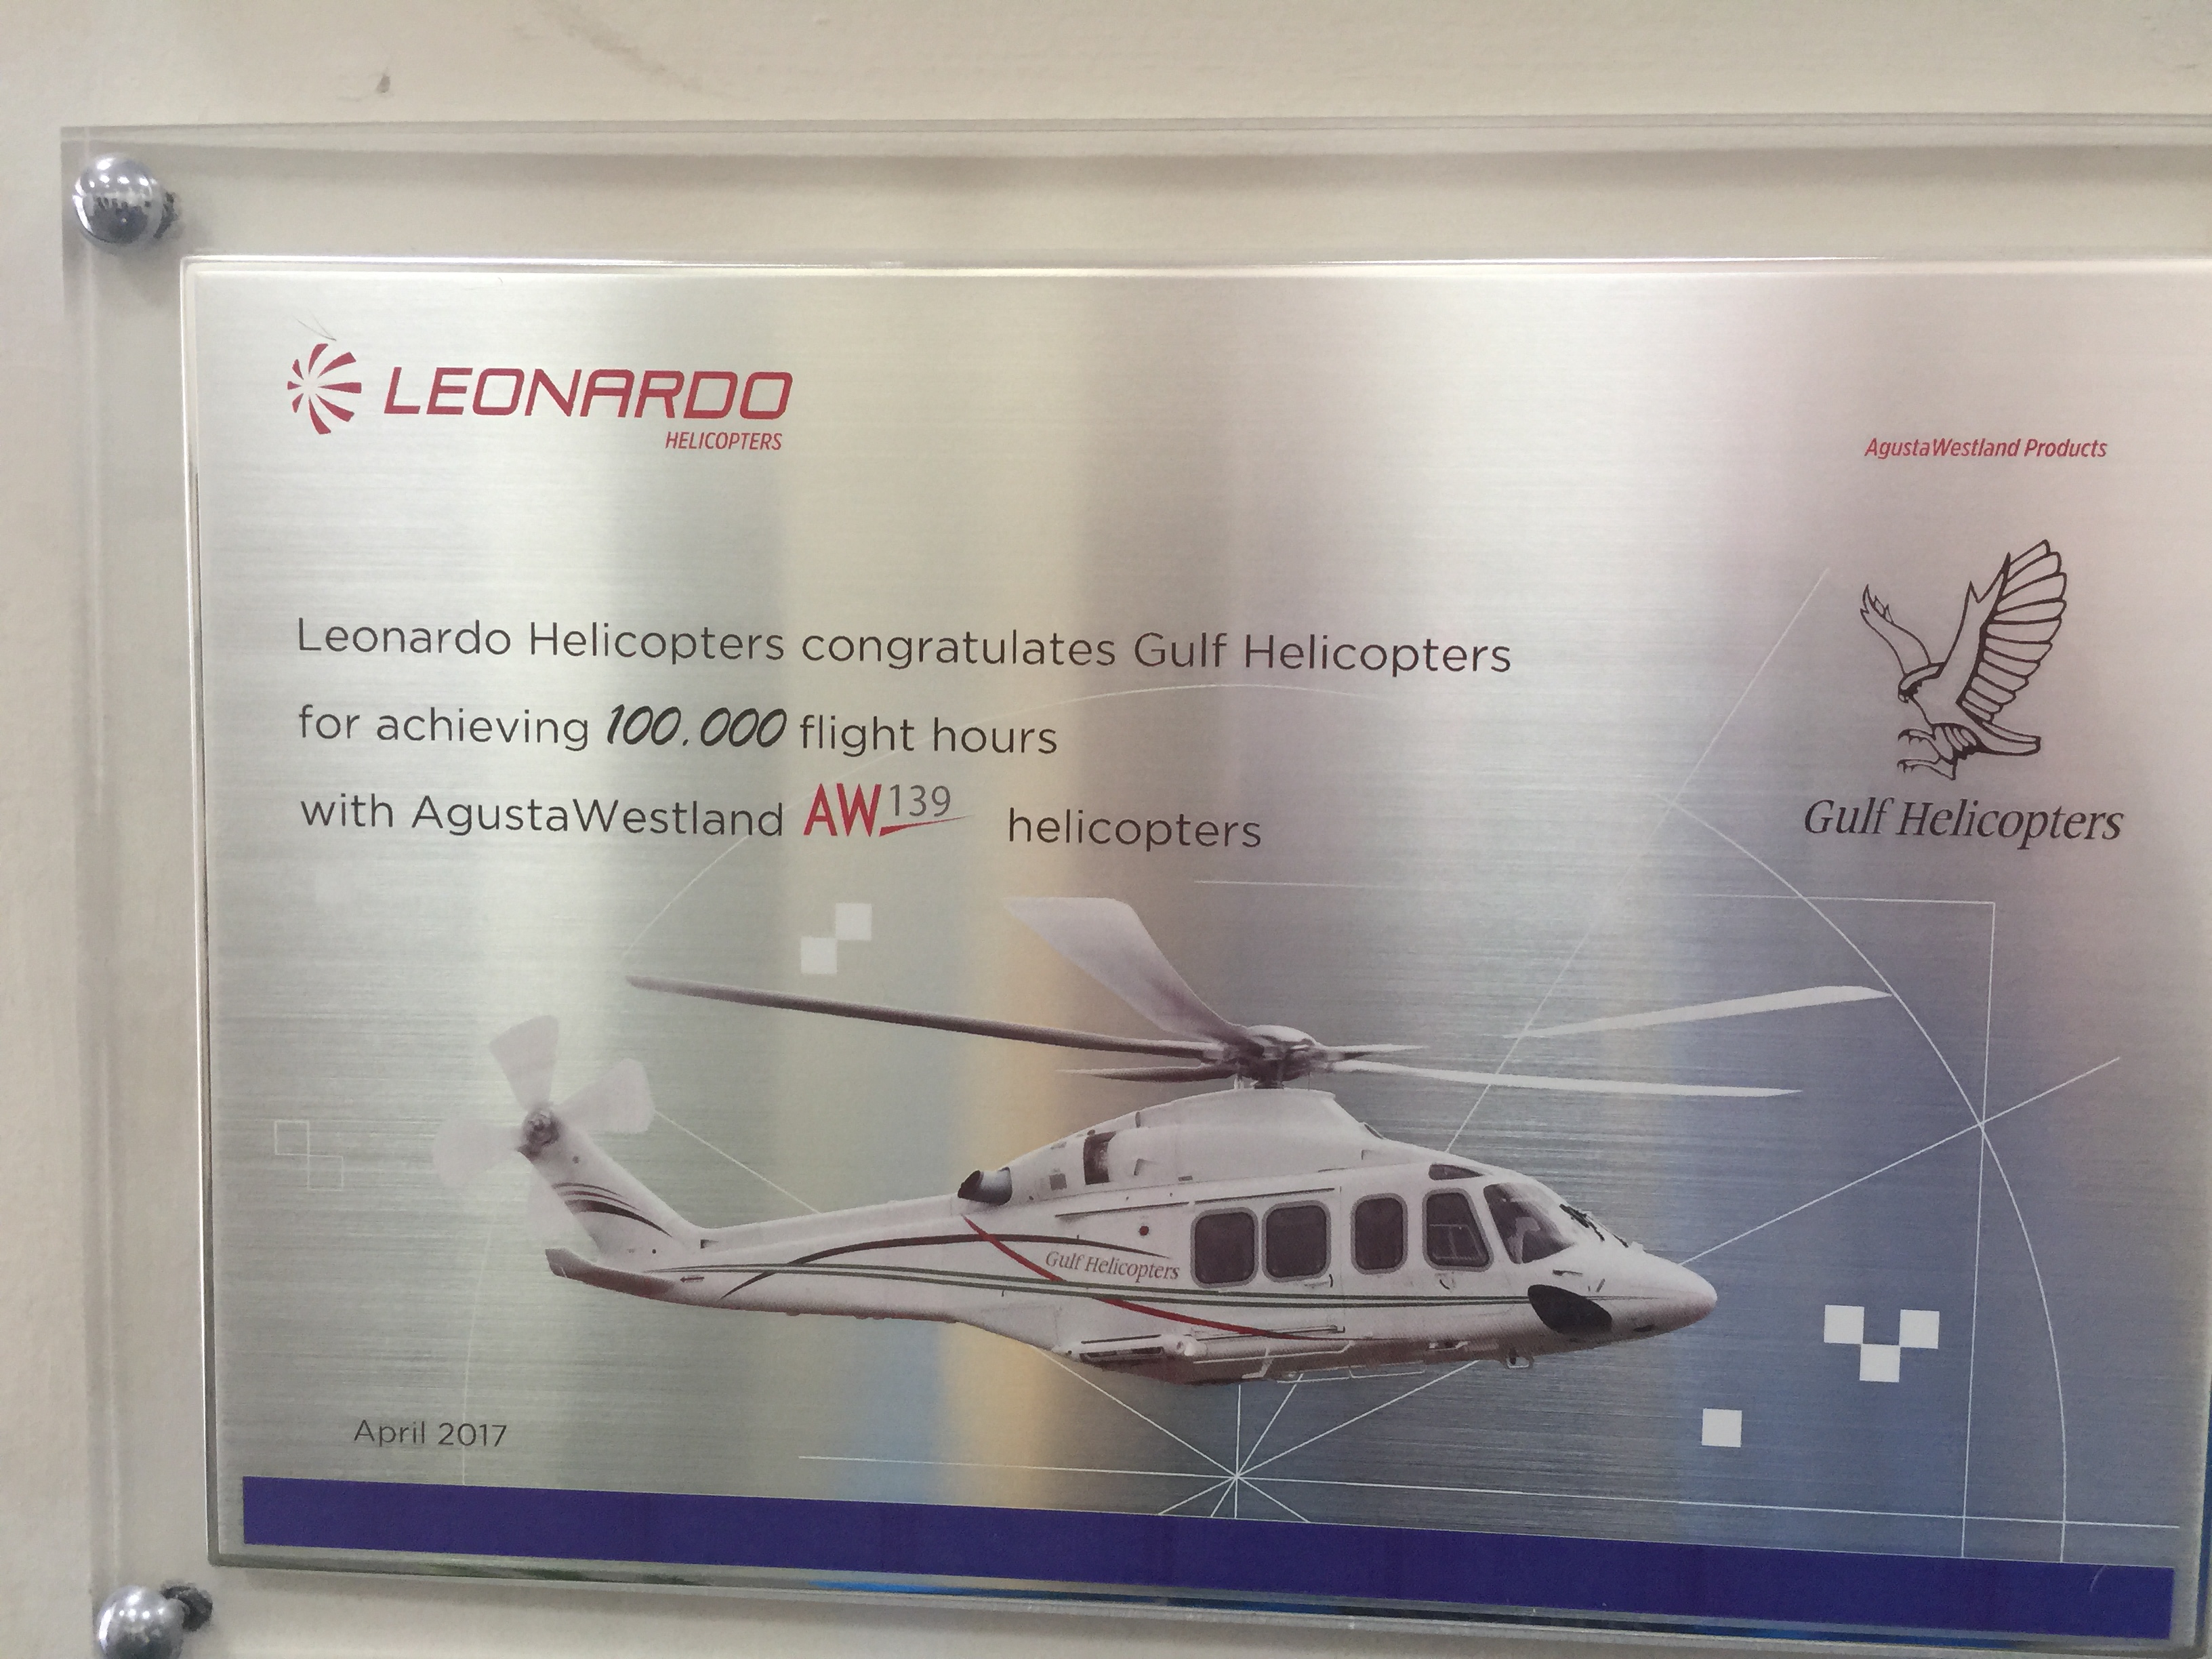 LEONARDO
HELICOPTERS
AgustaWestland Products
Leonardo Helicopters congratulates Gulf Helicopters
for achieving 100.000 flight hours
with AgustaWestland AW139 helicopters
Gulf Helicopters
Gulf Helicopters
April 2017